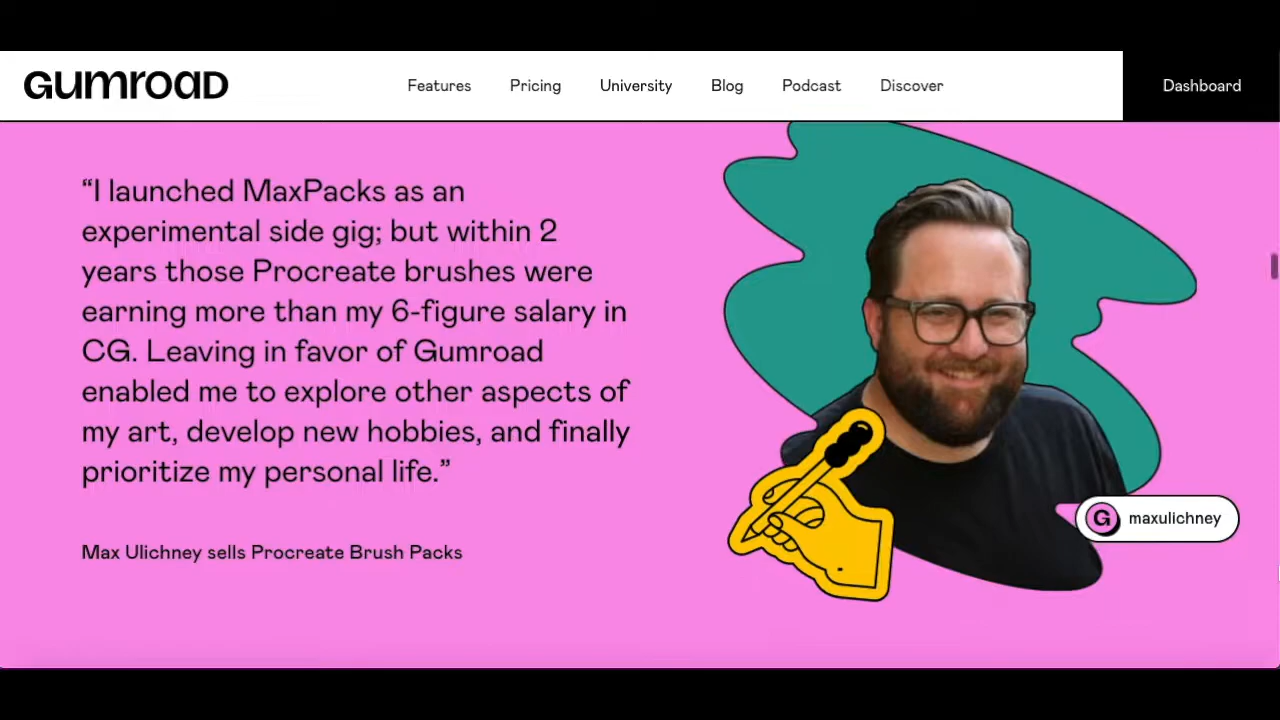 GUMROAD
Features Pricing University Blog Podcast Discover Dashboard
“I launched MaxPacks as an
experimental side gig; but within 2
years those Procreate brushes were
earning more than my 6-figure salary in
CG. Leaving in favor of Gumroad
enabled me to explore other aspects of
my art, develop new hobbies, and finally
prioritize my personal life.”
Max Ulichney sells Procreate Brush Packs
G maxulichney